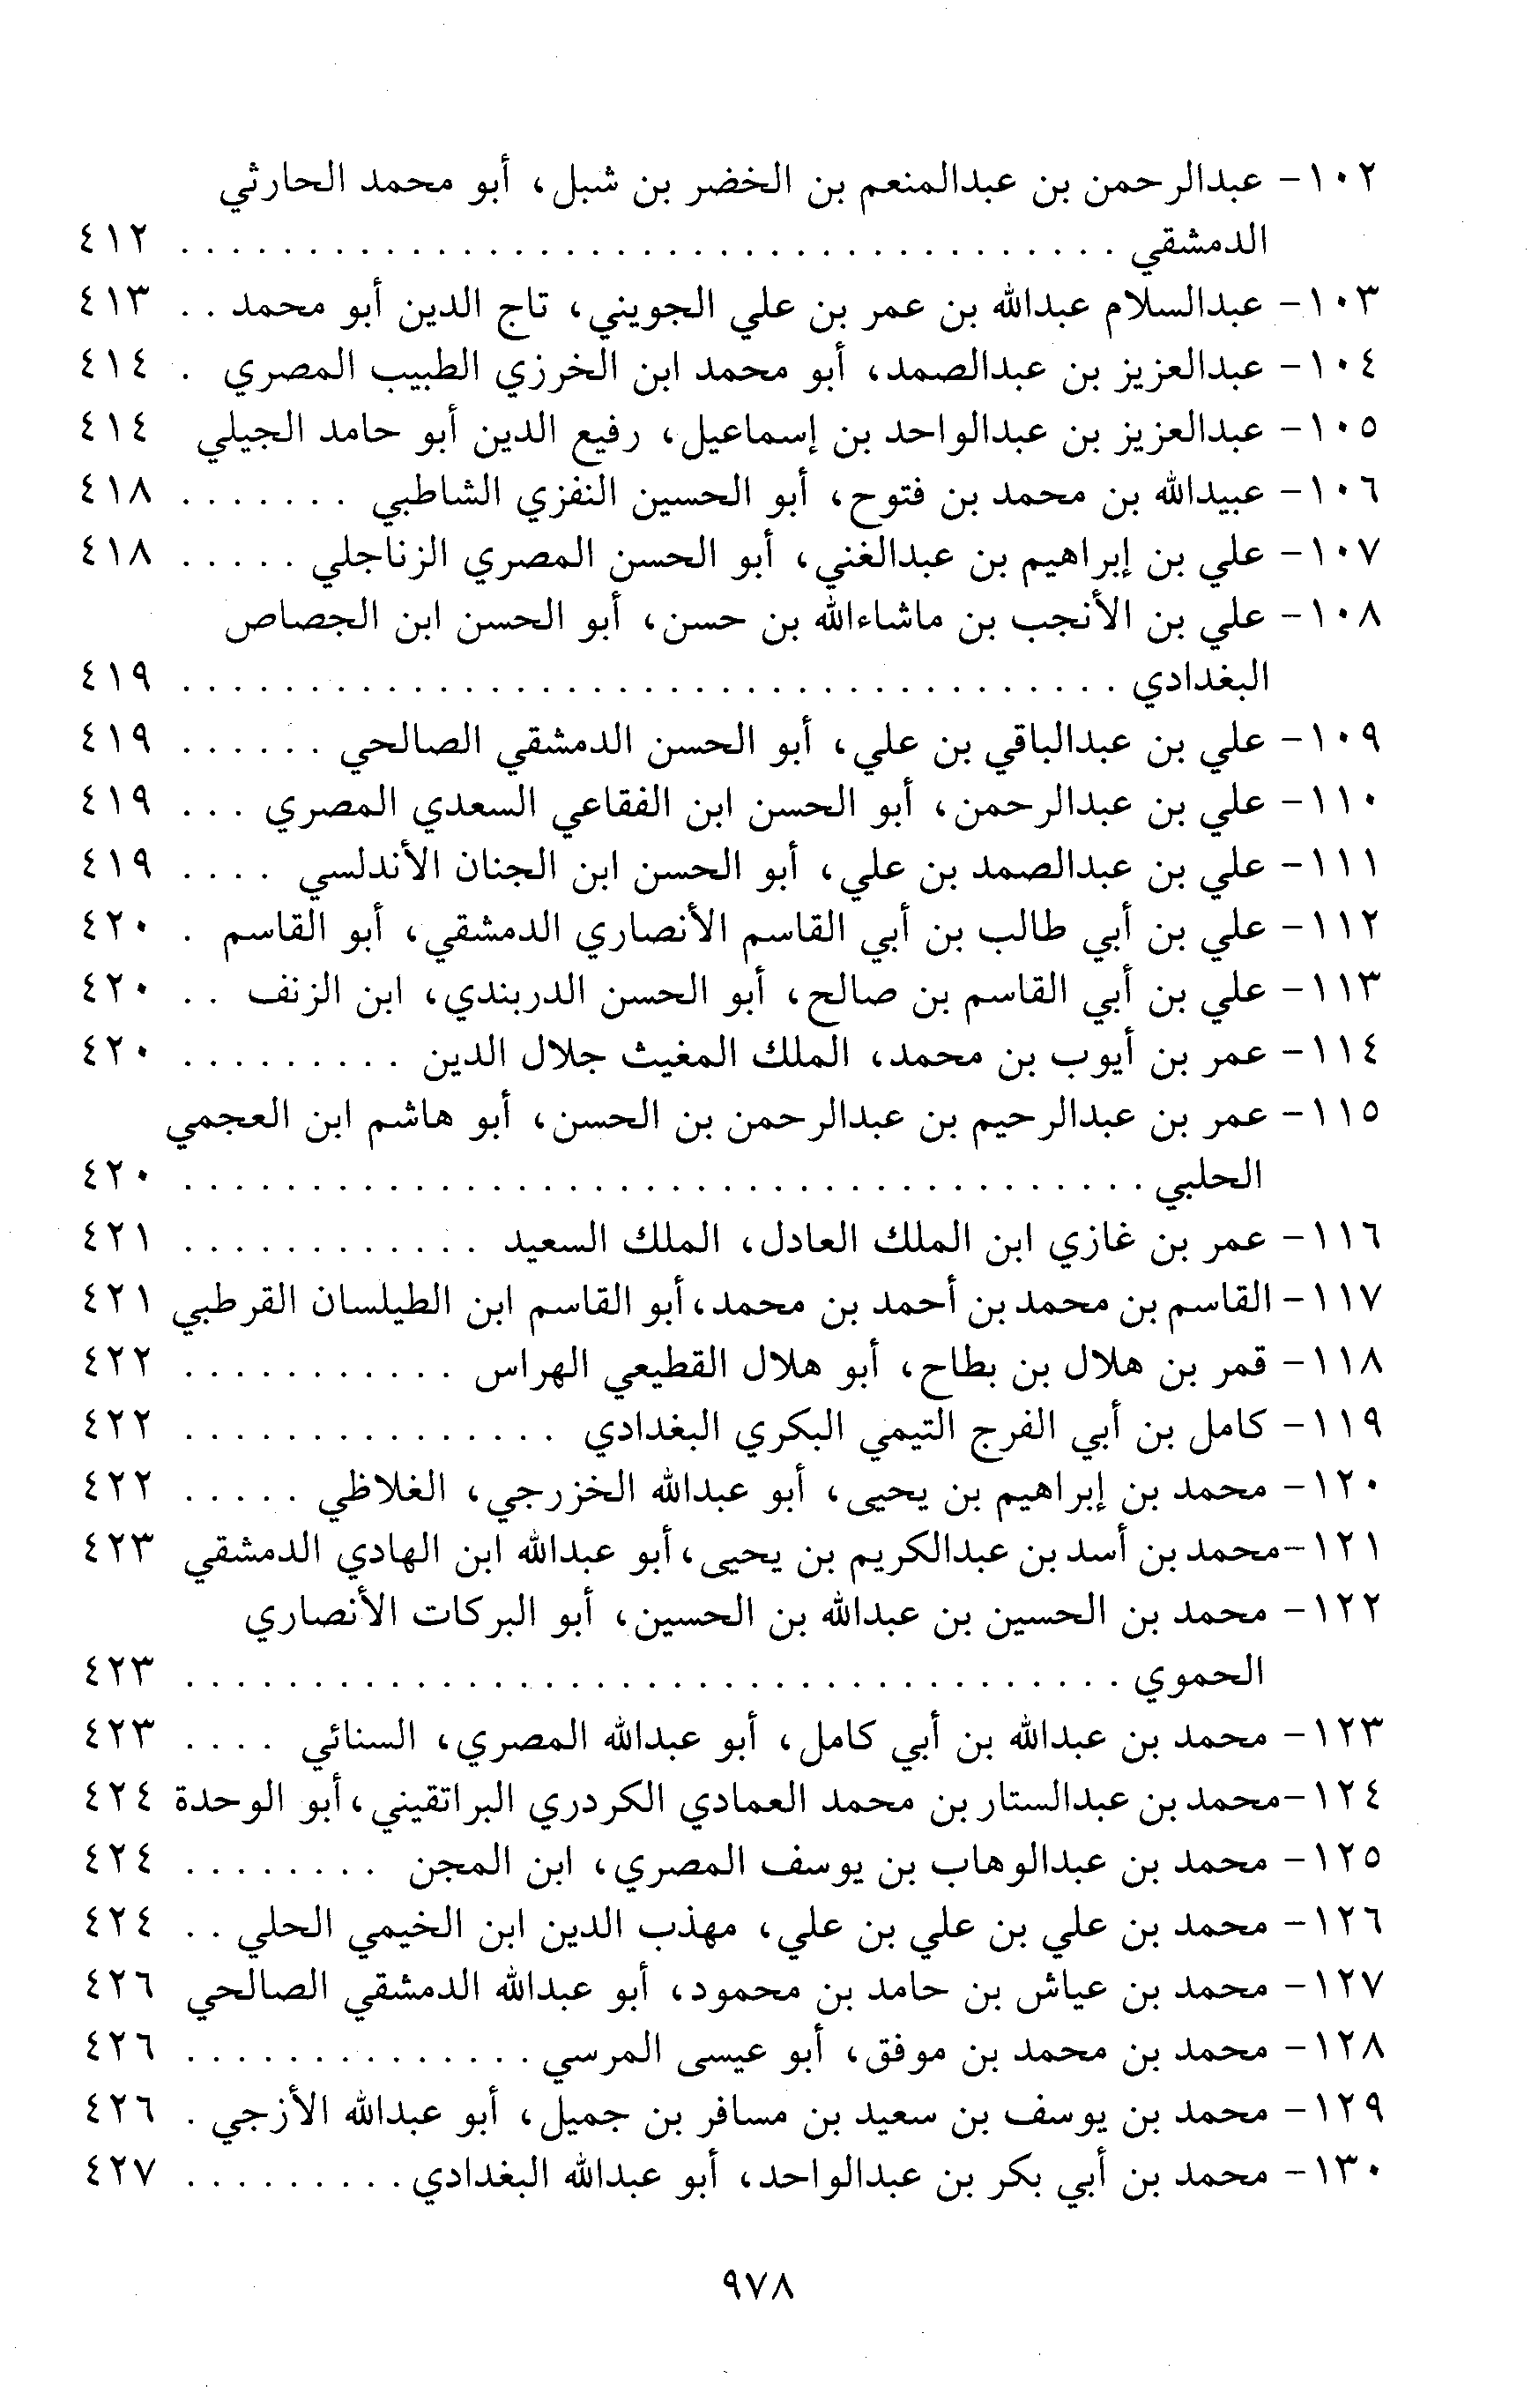 ١٠٢- عبدالرحمن بن عبدالمنعم بن الخضر بن شبل، أبو محمد الحارثي
الدمشقي . . . . . . . . . . . . . . . . . . . . . . . . . . . . . . . . . . . . . ٤١٢
١٠٣- عبدالسلام عبدالله بن عمر بن علي الجويني، تاج الدين أبو محمد . . ٤١٣
١٠٤- عبدالعزيز بن عبدالصمد، أبو محمد ابن الخرزي الطبيب المصري . ٤١٤
١٠٥- عبدالعزيز بن عبدالواحد بن إسماعيل، رفيع الدين أبو حامد الجيلي ٤١٤
١٠٦- عبيدالله بن محمد بن فتوح، أبو الحسين النفزي الشاطبي . . . . . . . ٤١٨
١٠٧- علي بن إبراهيم بن عبدالغني، أبو الحسن المصري الزناجلي . . . . . ٤١٨
١٠٨- علي بن الأنجب بن ماشاءالله بن حسن، أبو الحسن ابن الجصاص
البغدادي . . . . . . . . . . . . . . . . . . . . . . . . . . . . . . . . . . . . . ٤١٩
١٠٩- علي بن عبدالباقي بن علي، أبو الحسن الدمشقي الصالحي . . . . . . ٤١٩
١١٠- علي بن عبدالرحمن، أبو الحسن ابن الفقاعي السعدي المصري . . . ٤١٩
١١١- علي بن عبدالصمد بن علي، أبو الحسن ابن الجنان الأندلسي . . . . ٤١٩
١١٢- علي بن أبي طالب بن أبي القاسم الأنصاري الدمشقي، أبو القاسم . ٤٢٠
١١٣- علي بن أبي القاسم بن صالح، أبو الحسن الدربندي، ابن الزنف . . ٤٢٠
١١٤- عمر بن أيوب بن محمد، الملك المغيث جلال الدين . . . . . . . . . ٤٢٠
١١٥- عمر بن عبدالرحيم بن عبدالرحمن بن الحسن، أبو هاشم ابن العجمي
الحلبي . . . . . . . . . . . . . . . . . . . . . . . . . . . . . . . . . . . . . . ٤٢٠
١١٦- عمر بن غازي ابن الملك العادل، الملك السعيد . . . . . . . . . . . . ٤٢١
١١٧- القاسم بن محمد بن أحمد بن محمد، أبو القاسم ابن الطيلسان القرطبي ٤٢١
١١٨- قمر بن هلال بن بطاح، أبو هلال القطيعي الهراس . . . . . . . . . . . ٤٢٢
١١٩- كامل بن أبي الفرج التيمي البكري البغدادي . . . . . . . . . . . . . . . ٤٢٢
١٢٠- محمد بن إبراهيم بن يحيى، أبو عبدالله الخزرجي، الغلاظي . . . . . ٤٢٢
١٢١-محمد بن أسد بن عبدالكريم بن يحيى، أبو عبدالله ابن الهادي الدمشقي ٤٢٣
١٢٢- محمد بن الحسين بن عبدالله بن الحسين، أبو البركات الأنصاري
الحموي . . . . . . . . . . . . . . . . . . . . . . . . . . . . . . . . . . . . . ٤٢٣
١٢٣- محمد بن عبدالله بن أبي كامل، أبو عبدالله المصري، السنائي . . . . ٤٢٣
١٢٤-محمد بن عبدالستار بن محمد العمادي الكردري البراتقيني، أبو الوحدة ٤٢٤
١٢٥- محمد بن عبدالوهاب بن يوسف المصري، ابن المجن . . . . . . . . ٤٢٤
١٢٦- محمد بن علي بن علي بن علي، مهذب الدين ابن الخيمي الحلي . . ٤٢٤
١٢٧- محمد بن عياش بن حامد بن محمود، أبو عبدالله الدمشقي الصالحي ٤٢٦
١٢٨- محمد بن محمد بن موفق، أبو عيسى المرسي . . . . . . . . . . . . . . ٤٢٦
١٢٩- محمد بن يوسف بن سعيد بن مسافر بن جميل، أبو عبدالله الأزجي . ٤٢٦
١٣٠- محمد بن أبي بكر بن عبدالواحد، أبو عبدالله البغدادي . . . . . . . . . ٤٢٧
٩٧٨